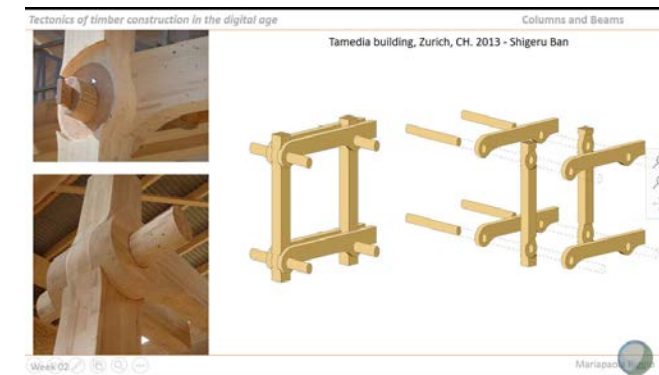 Tectonics of timber construction in the digital age
Columns and Beams
Tamedia building, Zurich, CH. 2013 - Shigeru Ban
Week 02